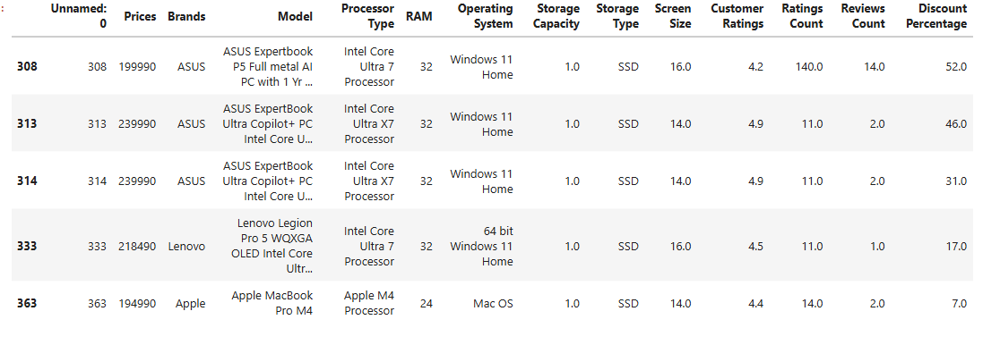 :
Unnamed: 0 Prices Brands Model Processor Type RAM Operating System Storage Capacity Storage Type Screen Size Customer Ratings Ratings Count Reviews Count Discount Percentage
308 308 199990 ASUS ASUS Expertbook P5 Full metal AI PC with 1 Yr ... Intel Core Ultra 7 Processor 32 Windows 11 Home 1.0 SSD 16.0 4.2 140.0 14.0 52.0
313 313 239990 ASUS ASUS ExpertBook Ultra Copilot+ PC Intel Core U... Intel Core Ultra X7 Processor 32 Windows 11 Home 1.0 SSD 14.0 4.9 11.0 2.0 46.0
314 314 239990 ASUS ASUS ExpertBook Ultra Copilot+ PC Intel Core U... Intel Core Ultra X7 Processor 32 Windows 11 Home 1.0 SSD 14.0 4.9 11.0 2.0 31.0
333 333 218490 Lenovo Lenovo Legion Pro 5 WQXGA OLED Intel Core Ultr... Intel Core Ultra 7 Processor 32 64 bit Windows 11 Home 1.0 SSD 16.0 4.5 11.0 1.0 17.0
363 363 194990 Apple Apple MacBook Pro M4 Apple M4 Processor 24 Mac OS 1.0 SSD 14.0 4.4 14.0 2.0 7.0